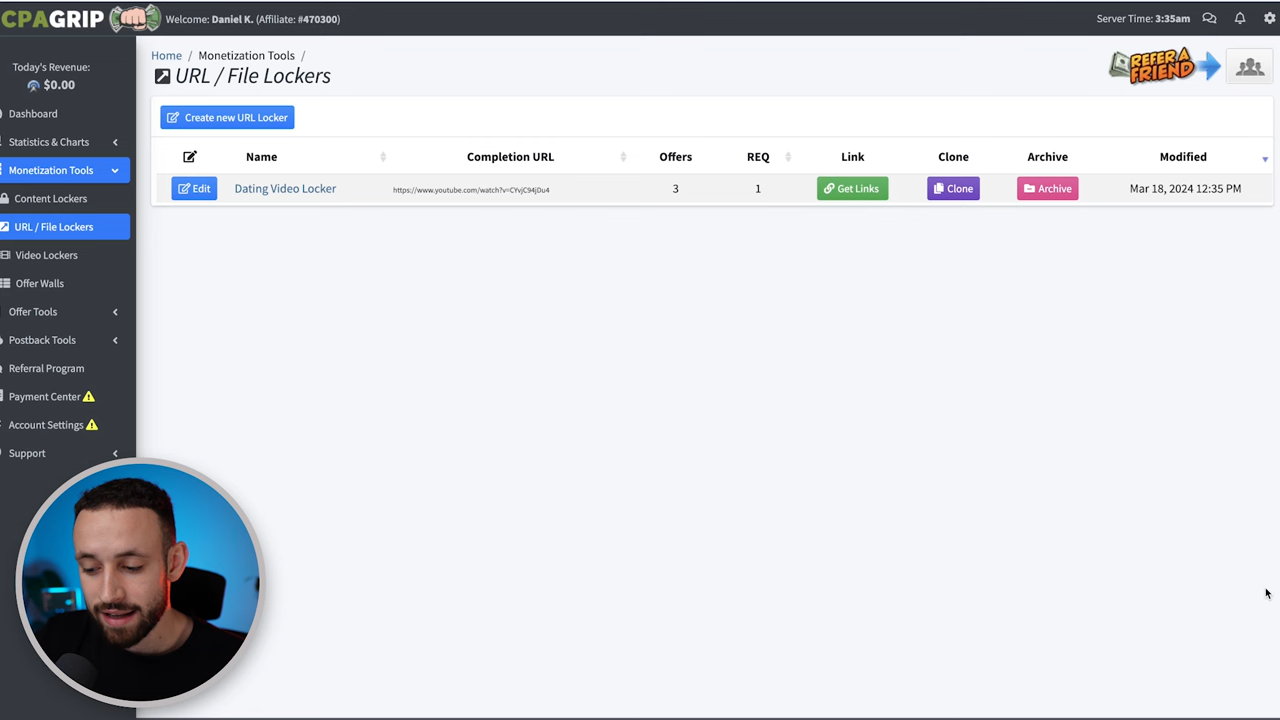 CPAGRIP
Welcome: Daniel K. (Affiliate: #470300)
Server Time: 3:35am
Today's Revenue:
$0.00
Dashboard
Statistics & Charts
Monetization Tools
Content Lockers
URL / File Lockers
Video Lockers
Offer Walls
Offer Tools
Postback Tools
Referral Program
Payment Center
Account Settings
Support
Home / Monetization Tools /
URL / File Lockers
REFER A FRIEND
Create new URL Locker
Name Completion URL Offers REQ Link Clone Archive Modified
Edit Dating Video Locker https://www.youtube.com/watch?v=CYvjC94jDu4 3 1 Get Links Clone Archive Mar 18, 2024 12:35 PM